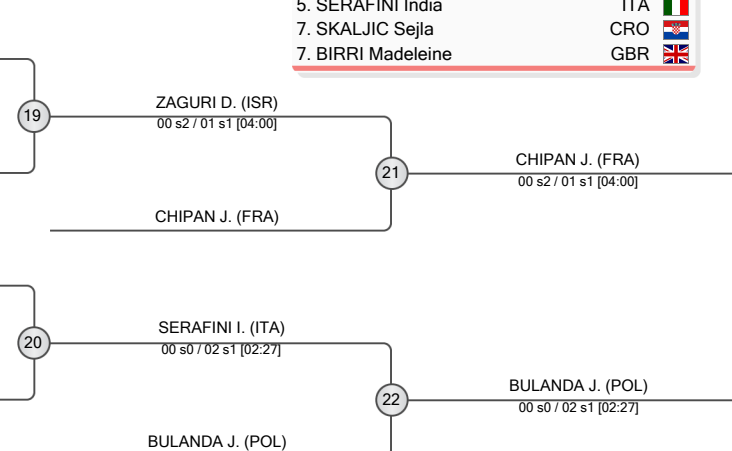 5. SERAFINI India ITA
7. SKALJIC Sejla CRO
7. BIRRI Madeleine GBR
19
ZAGURI D. (ISR)
00 s2 / 01 s1 [04:00]
21
CHIPAN J. (FRA)
00 s2 / 01 s1 [04:00]
CHIPAN J. (FRA)
20
SERAFINI I. (ITA)
00 s0 / 02 s1 [02:27]
22
BULANDA J. (POL)
00 s0 / 02 s1 [02:27]
BULANDA J. (POL)